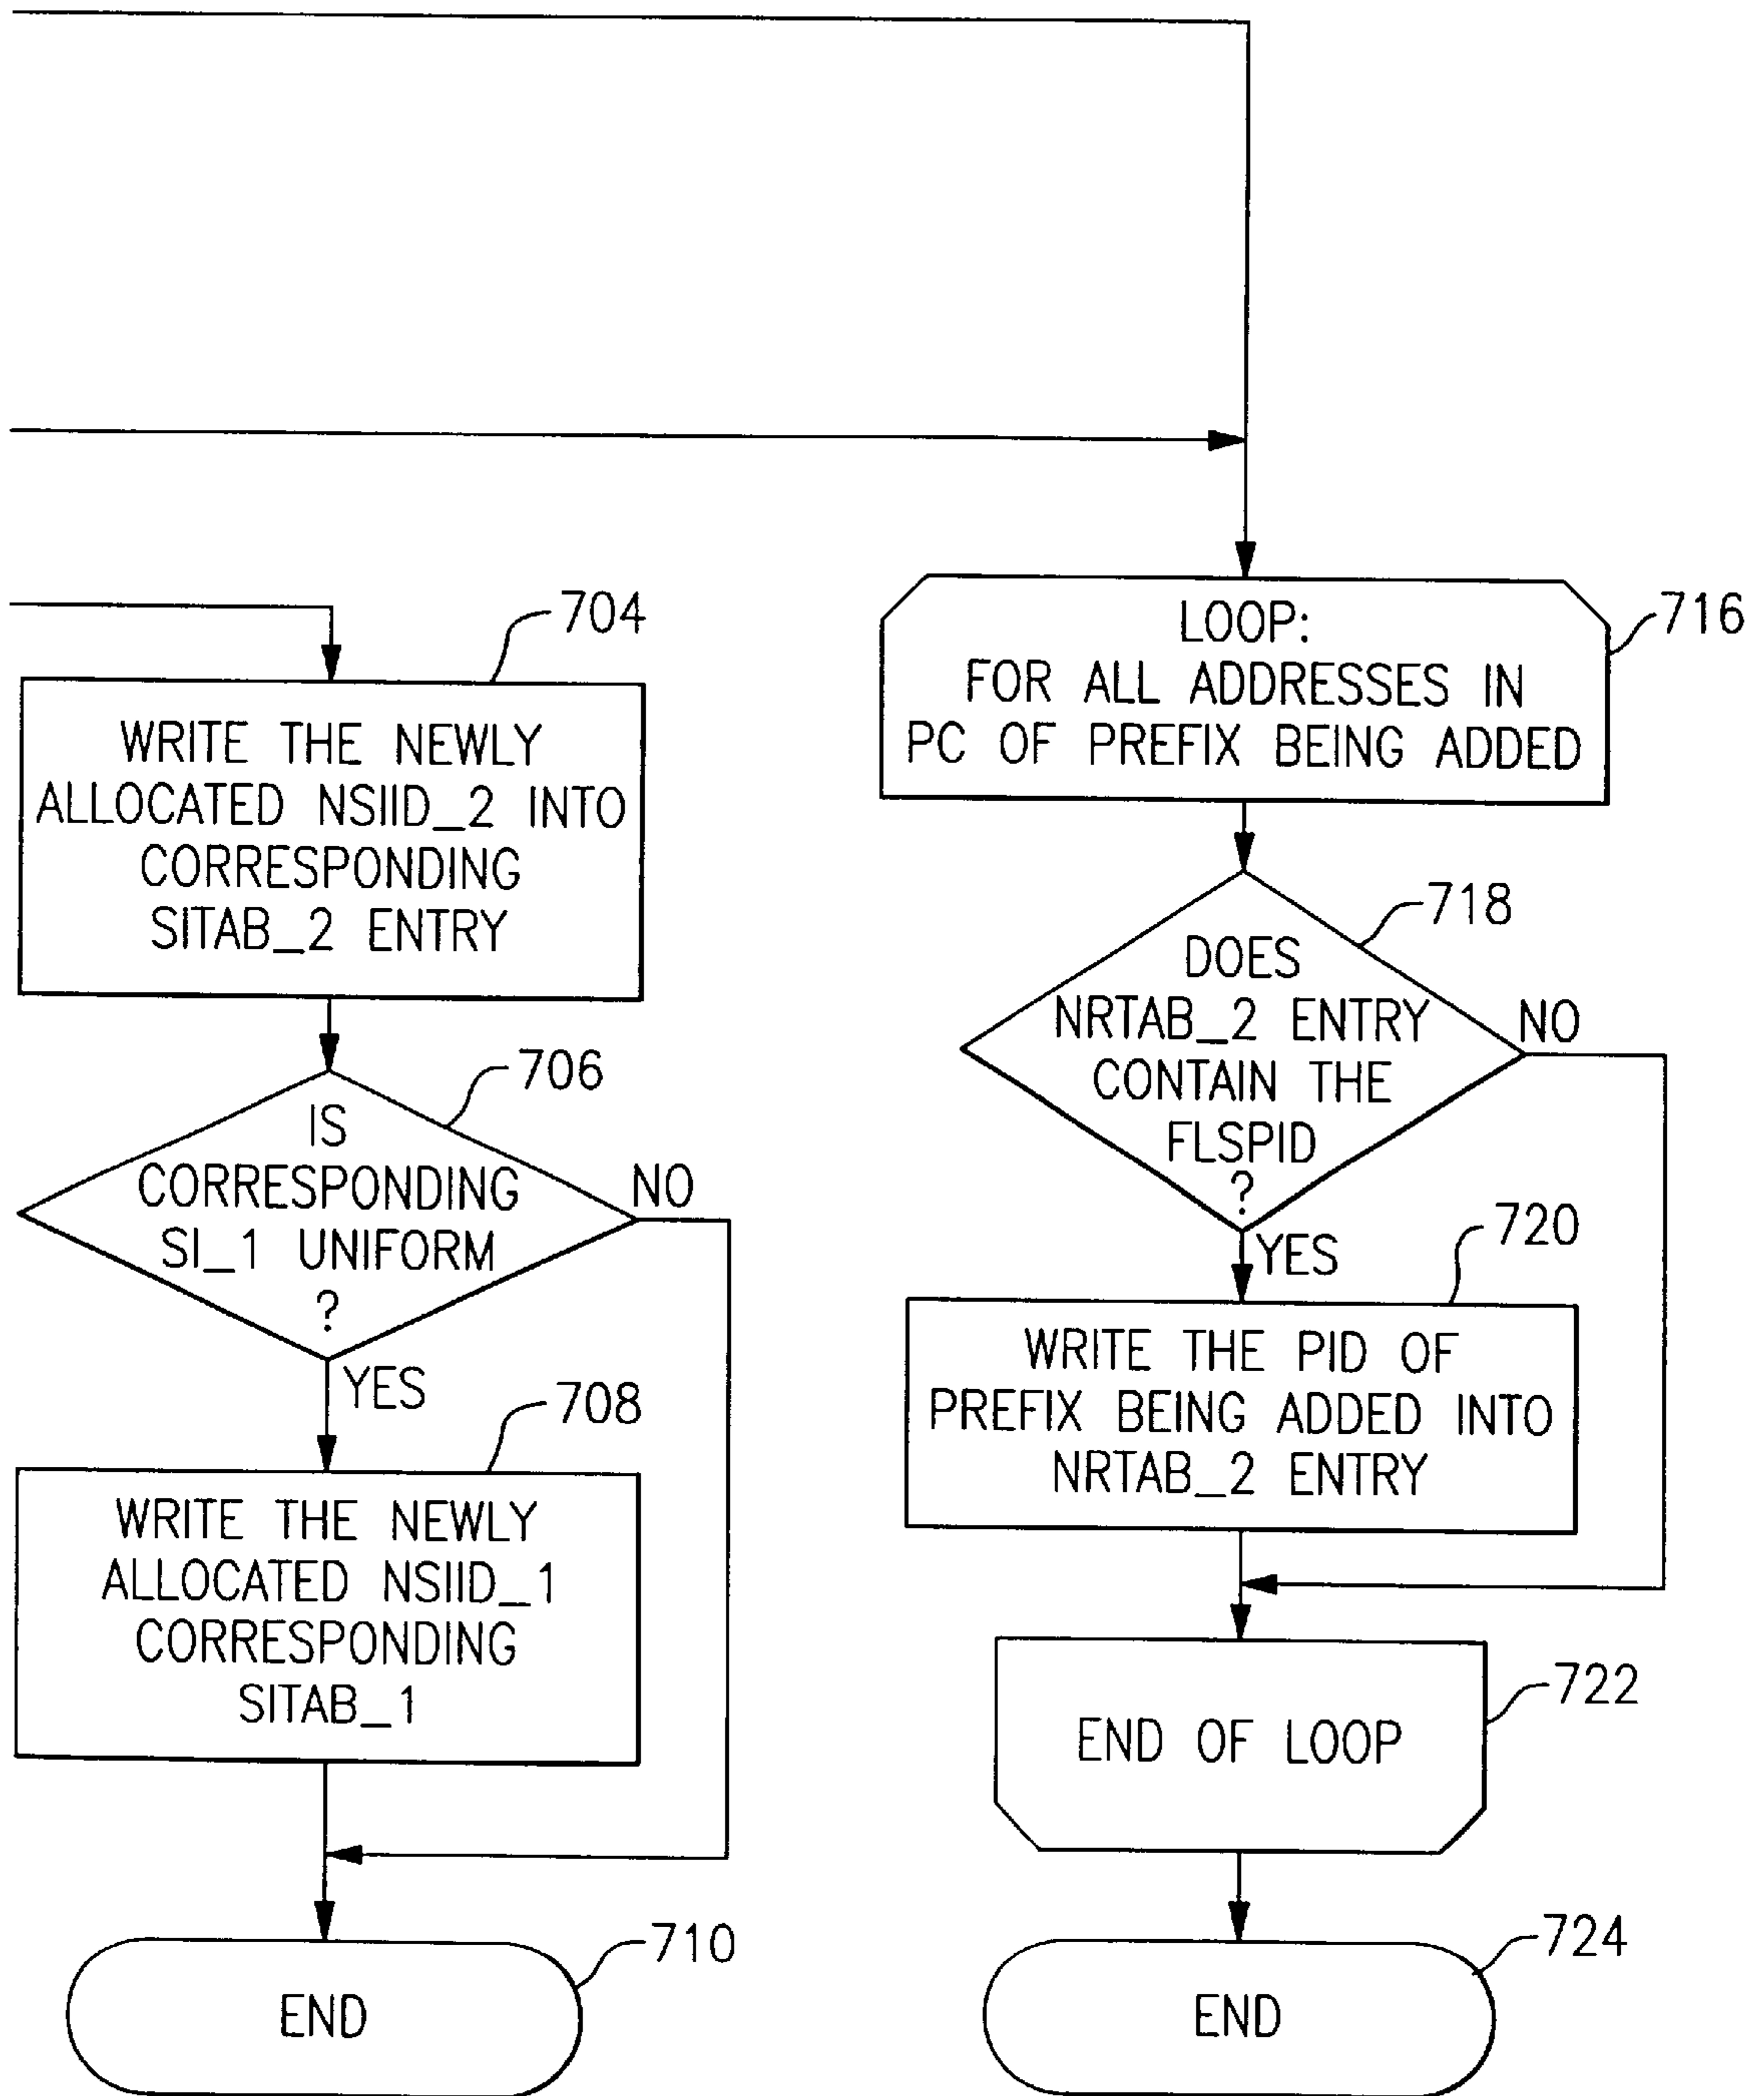 704
WRITE THE NEWLY
ALLOCATED NSIID_2 INTO
CORRESPONDING
SITAB_2 ENTRY
706
IS
CORRESPONDING
SI_1 UNIFORM
?
NO
YES
708
WRITE THE NEWLY
ALLOCATED NSIID_1
CORRESPONDING
SITAB_1
710
END
716
LOOP:
FOR ALL ADDRESSES IN
PC OF PREFIX BEING ADDED
718
DOES
NRTAB_2 ENTRY
CONTAIN THE
FLSPID
?
NO
YES
720
WRITE THE PID OF
PREFIX BEING ADDED INTO
NRTAB_2 ENTRY
722
END OF LOOP
724
END